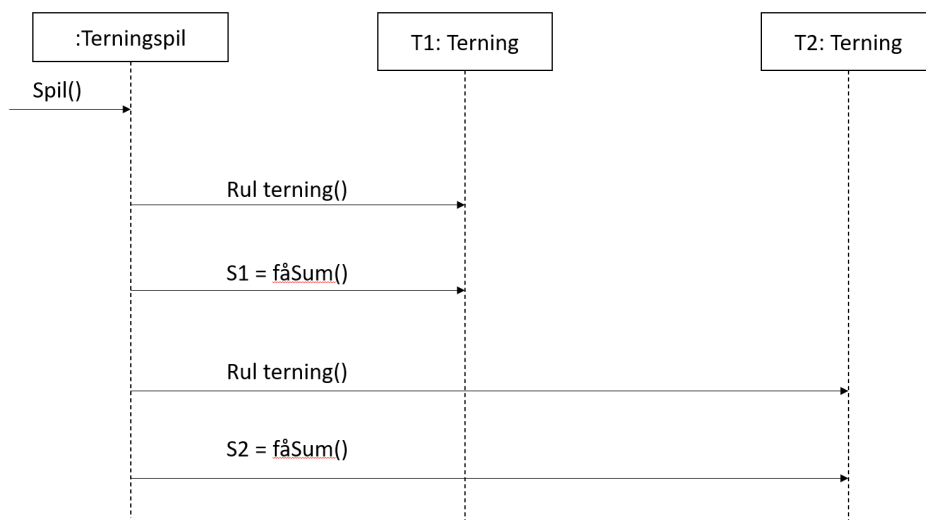 :Terningspil
T1: Terning
T2: Terning
Spil()
Rul terning()
S1 = fåSum()
Rul terning()
S2 = fåSum()